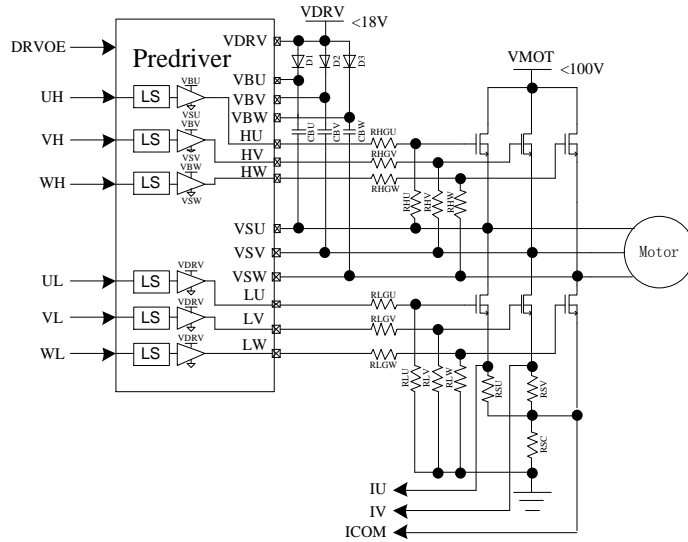 VDRV
<18V
DRVOE
Predriver
VDRV
D1
D2
D3
VMOT
<100V
UH
LS
VBU
VBU
VSU
VBV
VBV
VBW
CBU
CBV
CBW
VH
LS
HU
RHGU
VSV
VBW
HV
RHGV
WH
LS
HW
RHGW
VSW
RHU
RHV
RHW
VSU
VSV
Motor
VSW
UL
LS
VDRV
LU
RLGU
VL
LS
VDRV
LV
RLGV
WL
LS
VDRV
LW
RLGW
RLU
RLV
RLW
RSU
RSV
RSC
IU
IV
ICOM